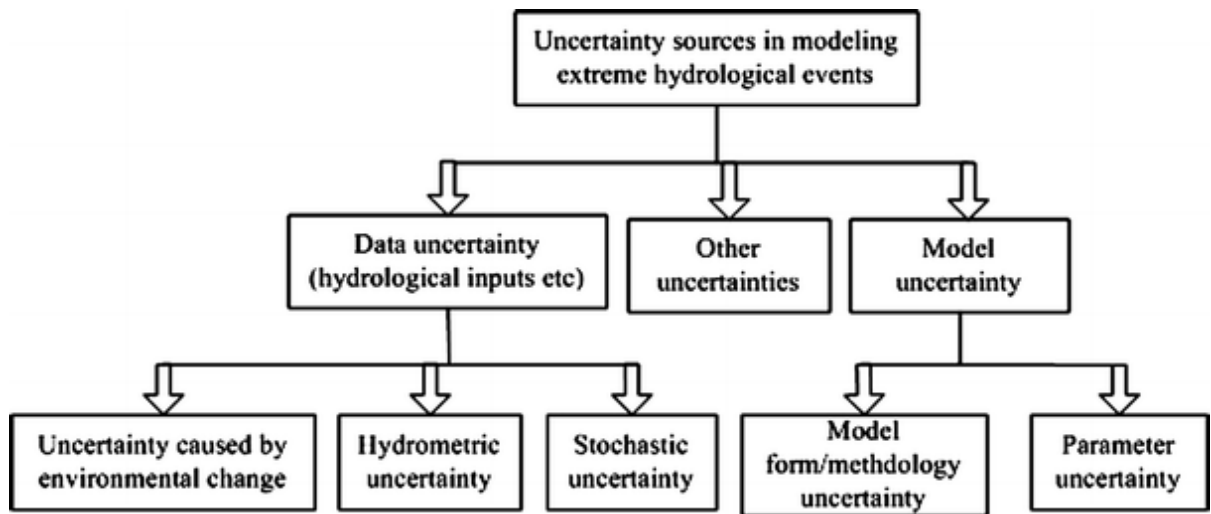 Uncertainty sources in modeling
extreme hydrological events
Data uncertainty
(hydrological inputs etc)
Other
uncertainties
Model
uncertainty
Uncertainty caused by
environmental change
Hydrometric
uncertainty
Stochastic
uncertainty
Model
form/methdology
uncertainty
Parameter
uncertainty